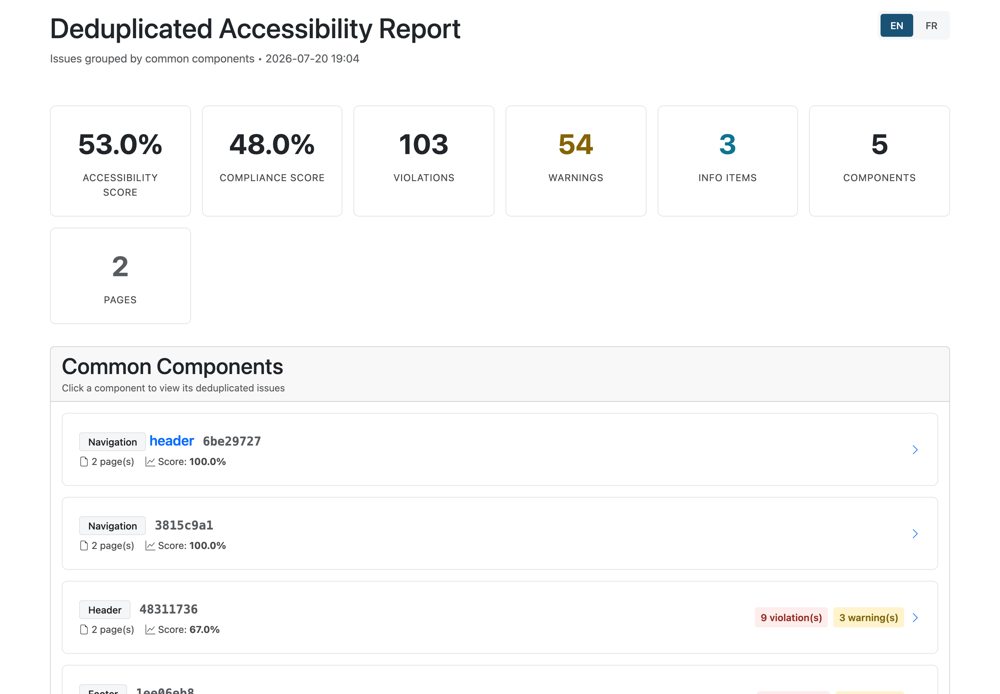 Deduplicated Accessibility Report
EN FR
Issues grouped by common components • 2026-07-20 19:04
53.0%
ACCESSIBILITY
SCORE
48.0%
COMPLIANCE SCORE
103
VIOLATIONS
54
WARNINGS
3
INFO ITEMS
5
COMPONENTS
2
PAGES
Common Components
Click a component to view its deduplicated issues
Navigation header 6be29727
2 page(s) Score: 100.0%
Navigation 3815c9a1
2 page(s) Score: 100.0%
Header 48311736
2 page(s) Score: 67.0%
9 violation(s) 3 warning(s)
Footer 1ee06eb8